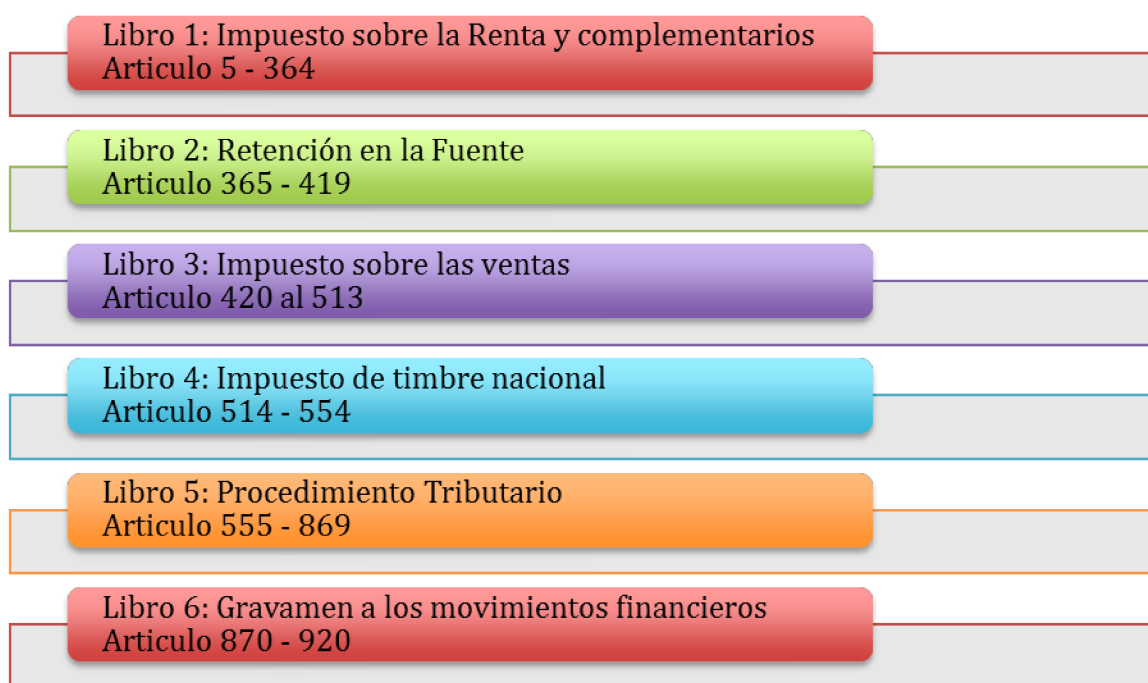 Libro 1: Impuesto sobre la Renta y complementarios
Articulo 5 - 364
Libro 2: Retención en la Fuente
Articulo 365 - 419
Libro 3: Impuesto sobre las ventas
Articulo 420 al 513
Libro 4: Impuesto de timbre nacional
Articulo 514 - 554
Libro 5: Procedimiento Tributario
Articulo 555 - 869
Libro 6: Gravamen a los movimientos financieros
Articulo 870 - 920